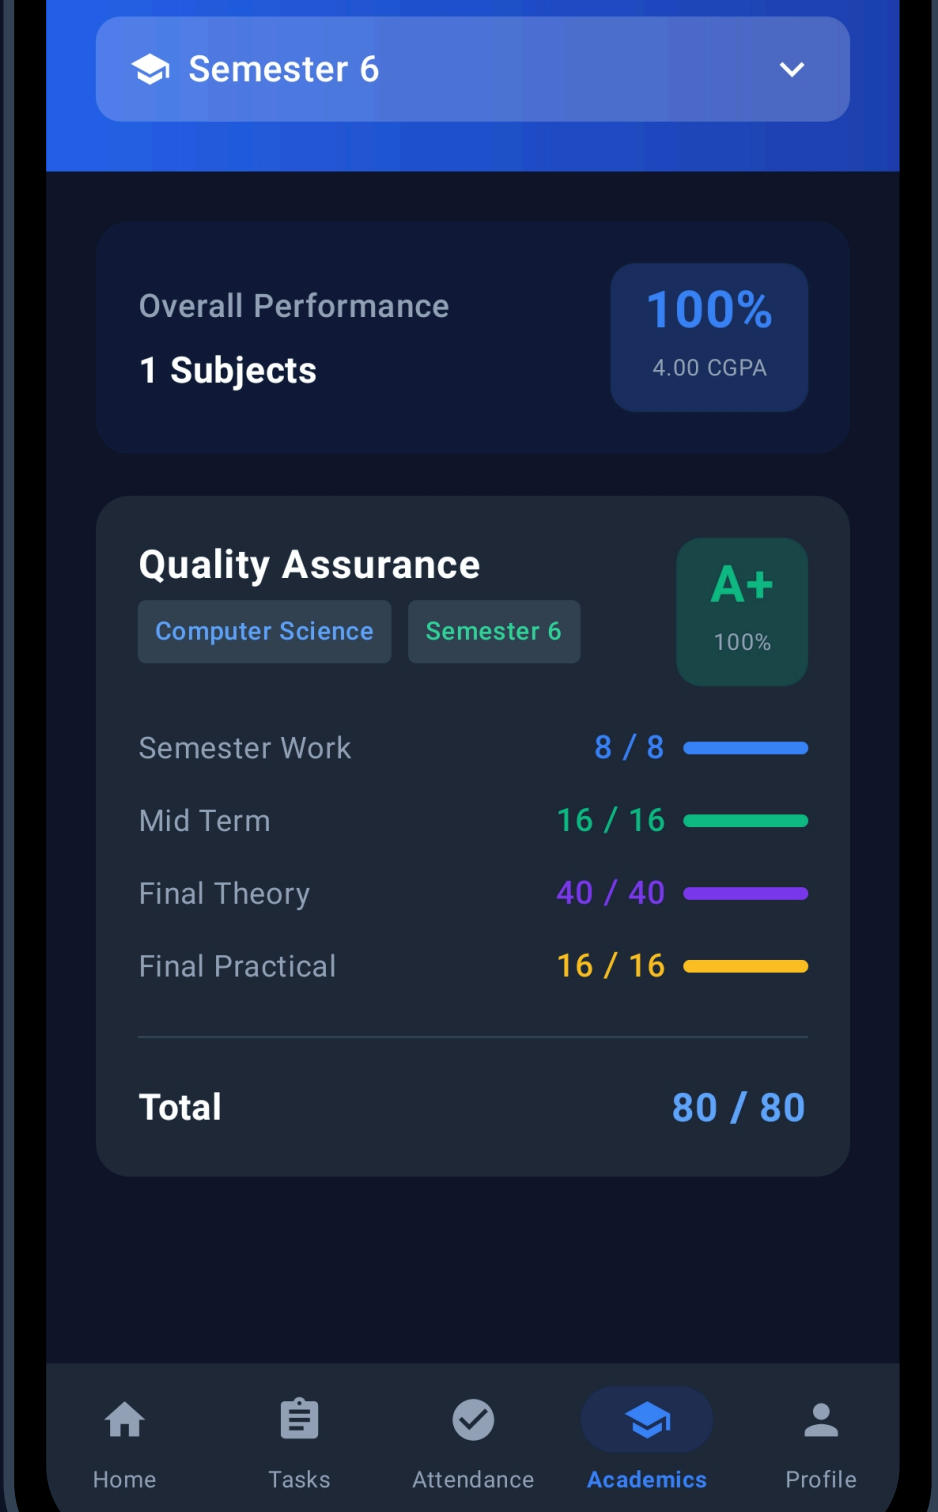 Semester 6
Overall Performance
1 Subjects
100%
4.00 CGPA
Quality Assurance
Computer Science
Semester 6
A+
100%
Semester Work 8 / 8
Mid Term 16 / 16
Final Theory 40 / 40
Final Practical 16 / 16
Total 80 / 80
Home Tasks Attendance Academics Profile